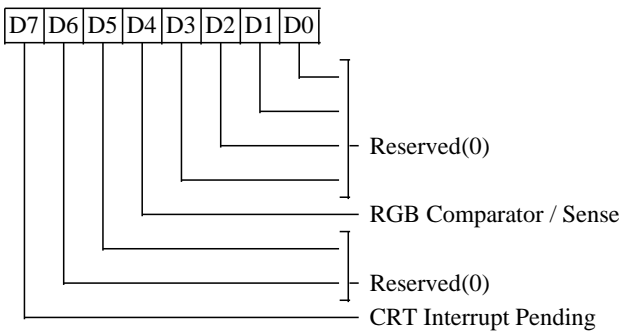 D7 D6 D5 D4 D3 D2 D1 D0
Reserved(0)
RGB Comparator / Sense
Reserved(0)
CRT Interrupt Pending